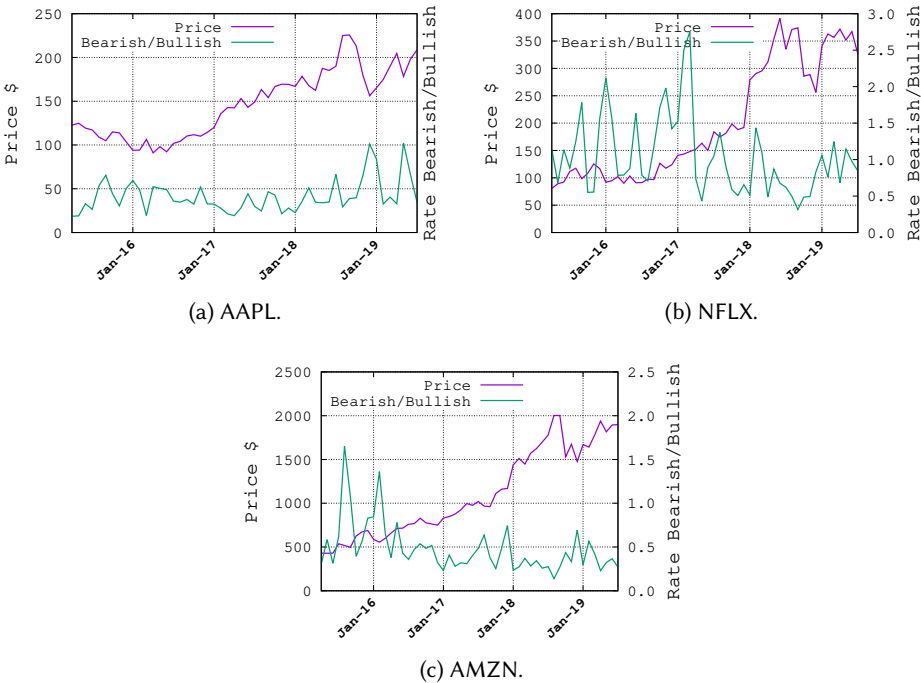 Price
Bearish/Bullish
Price $
Rate Bearish/Bullish
250
200
150
100
50
0
Jan-16
Jan-17
Jan-18
Jan-19
(a) AAPL.
Price
Bearish/Bullish
Price $
Rate Bearish/Bullish
400
350
300
250
200
150
100
50
0
3.0
2.5
2.0
1.5
1.0
0.5
0.0
Jan-16
Jan-17
Jan-18
Jan-19
(b) NFLX.
Price
Bearish/Bullish
Price $
Rate Bearish/Bullish
2500
2000
1500
1000
500
0
2.5
2.0
1.5
1.0
0.5
0.0
Jan-16
Jan-17
Jan-18
Jan-19
(c) AMZN.